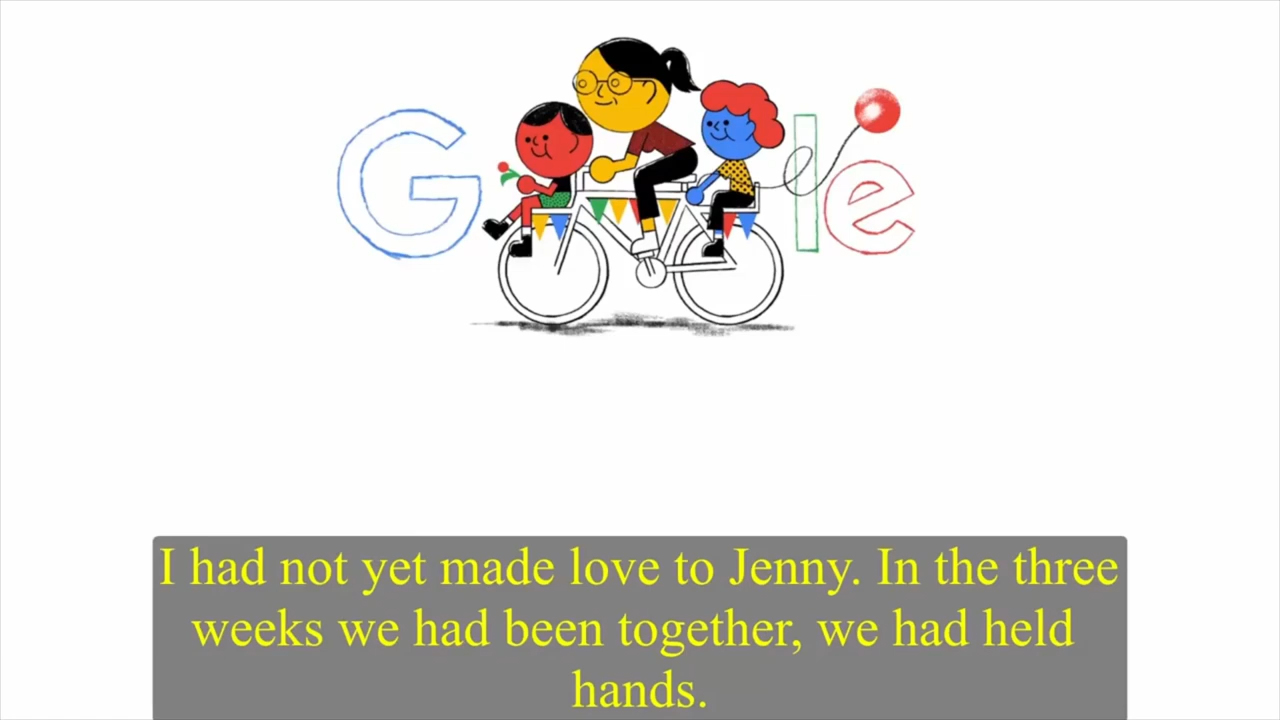 G le
I had not yet made love to Jenny. In the three
weeks we had been together, we had held
hands.